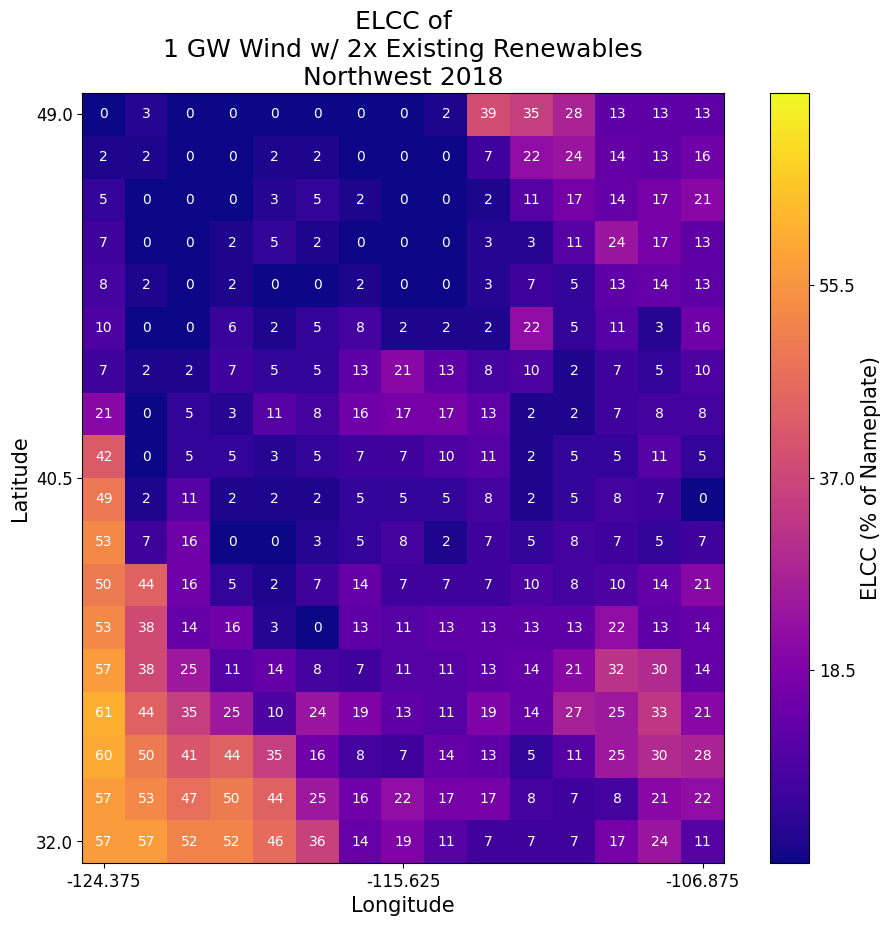 ELCC of
1 GW Wind w/ 2x Existing Renewables
Northwest 2018
49.0
0 3 0 0 0 0 0 0 2 39 35 28 13 13 13
2 2 0 0 2 2 0 0 0 7 22 24 14 13 16
5 0 0 0 3 5 2 0 0 2 11 17 14 17 21
7 0 0 2 5 2 0 0 0 3 3 11 24 17 13
8 2 0 2 0 0 2 0 0 3 7 5 13 14 13
55.5
10 0 0 6 2 5 8 2 2 2 22 5 11 3 16
7 2 2 7 5 5 13 21 13 8 10 2 7 5 10
21 0 5 3 11 8 16 17 17 13 2 2 7 8 8
42 0 5 5 3 5 7 7 10 11 2 5 5 11 5
40.5
37.0
49 2 11 2 2 2 5 5 5 8 2 5 8 7 0
53 7 16 0 0 3 5 8 2 7 5 8 7 5 7
50 44 16 5 2 7 14 7 7 7 10 8 10 14 21
53 38 14 16 3 0 13 11 13 13 13 13 22 13 14
57 38 25 11 14 8 7 11 11 13 14 21 32 30 14
18.5
61 44 35 25 10 24 19 13 11 19 14 27 25 33 21
60 50 41 44 35 16 8 7 14 13 5 11 25 30 28
57 53 47 50 44 25 16 22 17 17 8 7 8 21 22
32.0
57 57 52 52 46 36 14 19 11 7 7 7 17 24 11
-124.375
-115.625
-106.875
Longitude
Latitude
ELCC (% of Nameplate)